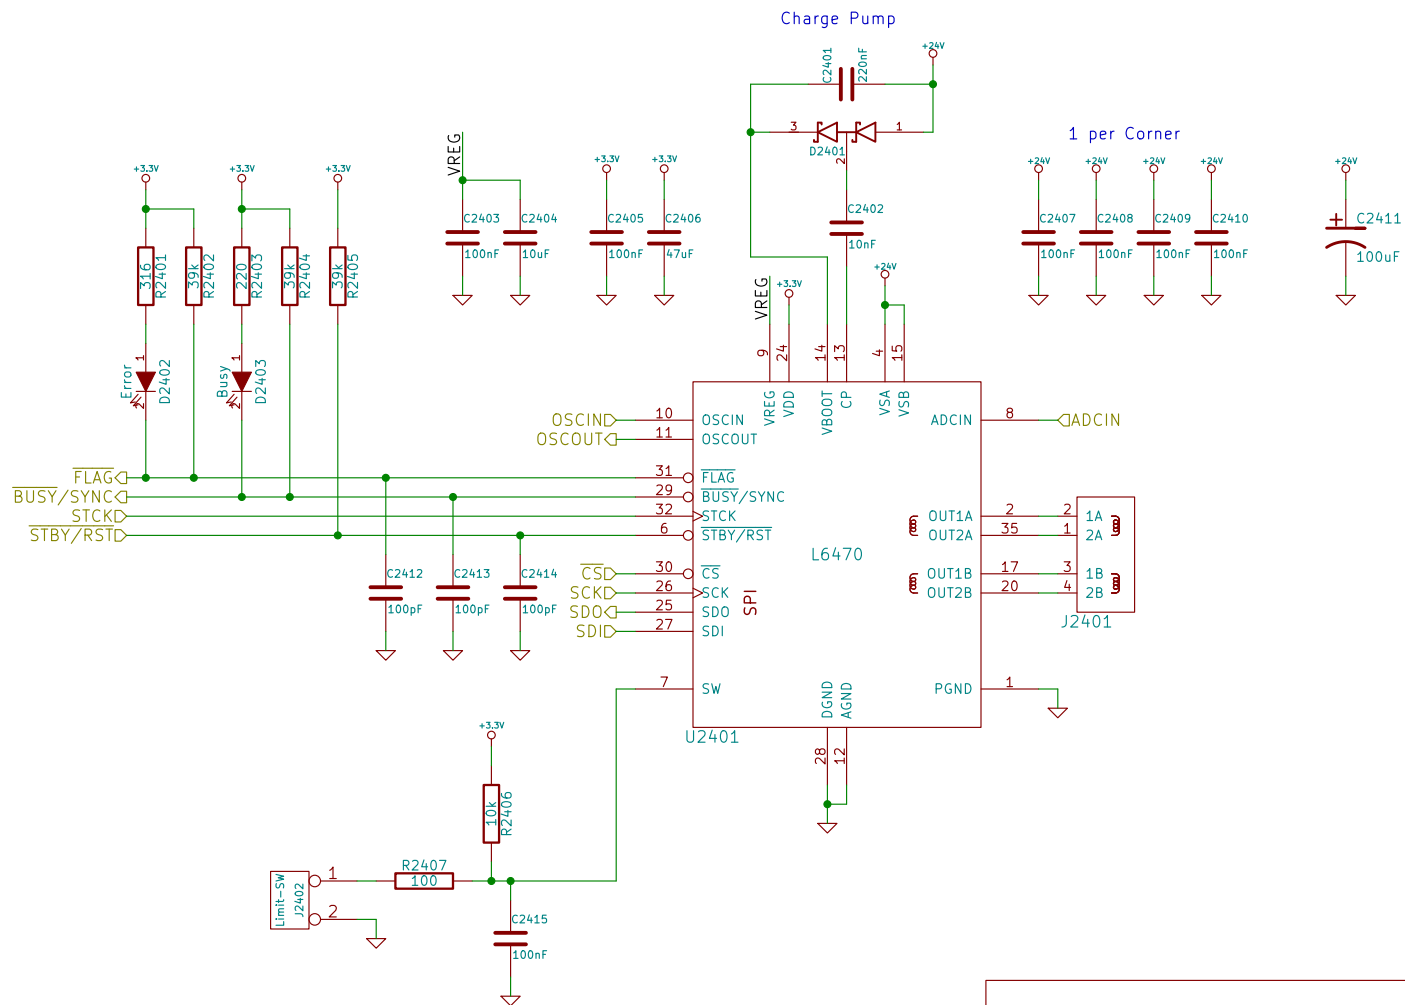 Charge Pump
+24V
C2401
220nF
3
1
D2401
2
1 per Corner
VREG
+3.3V
+3.3V
+3.3V
+3.3V
+3.3V
+24V
+24V
+24V
+24V
+24V
C2403
100nF
C2404
10uF
C2405
100nF
C2406
47uF
C2402
10nF
C2407
100nF
C2408
100nF
C2409
100nF
C2410
100nF
C2411
100uF
316
R2401
39k
R2402
220
R2403
39k
R2404
39k
R2405
VREG
+3.3V
+24V
Error
1
2
D2402
Busy
1
2
D2403
9
24
14
13
4
15
VREG
VDD
VBOOT
CP
VSA
VSB
OSCIN
10
OSCIN
OSCOUT
11
OSCOUT
ADCIN
8
ADCIN
FLAG
31
FLAG
BUSY/SYNC
29
BUSY/SYNC
STCK
32
STCK
STBY/RST
6
STBY/RST
OUT1A
2
2
1A
OUT2A
35
1
2A
OUT1B
17
3
1B
OUT2B
20
4
2B
J2401
L6470
C2412
100pF
C2413
100pF
C2414
100pF
CS
30
CS
SCK
26
SCK
SDO
25
SDO
SDI
27
SDI
SPI
7
SW
PGND
1
DGND
AGND
U2401
28
12
+3.3V
10k
R2406
R2407
100
Limit-SW
J2402
1
2
C2415
100nF